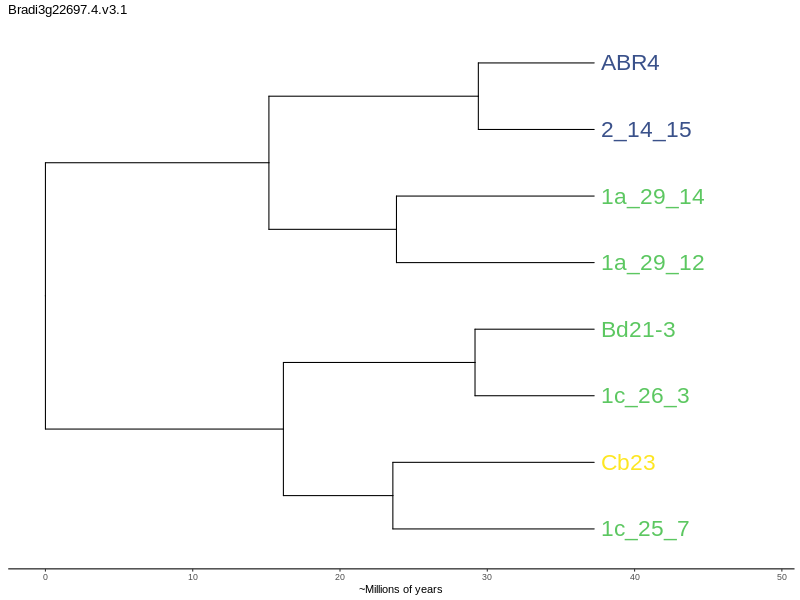 Bradi3g22697.4.v3.1
ABR4
2_14_15
1a_29_14
1a_29_12
Bd21-3
1c_26_3
Cb23
1c_25_7
0 10 20 30 40 50
~Millions of years